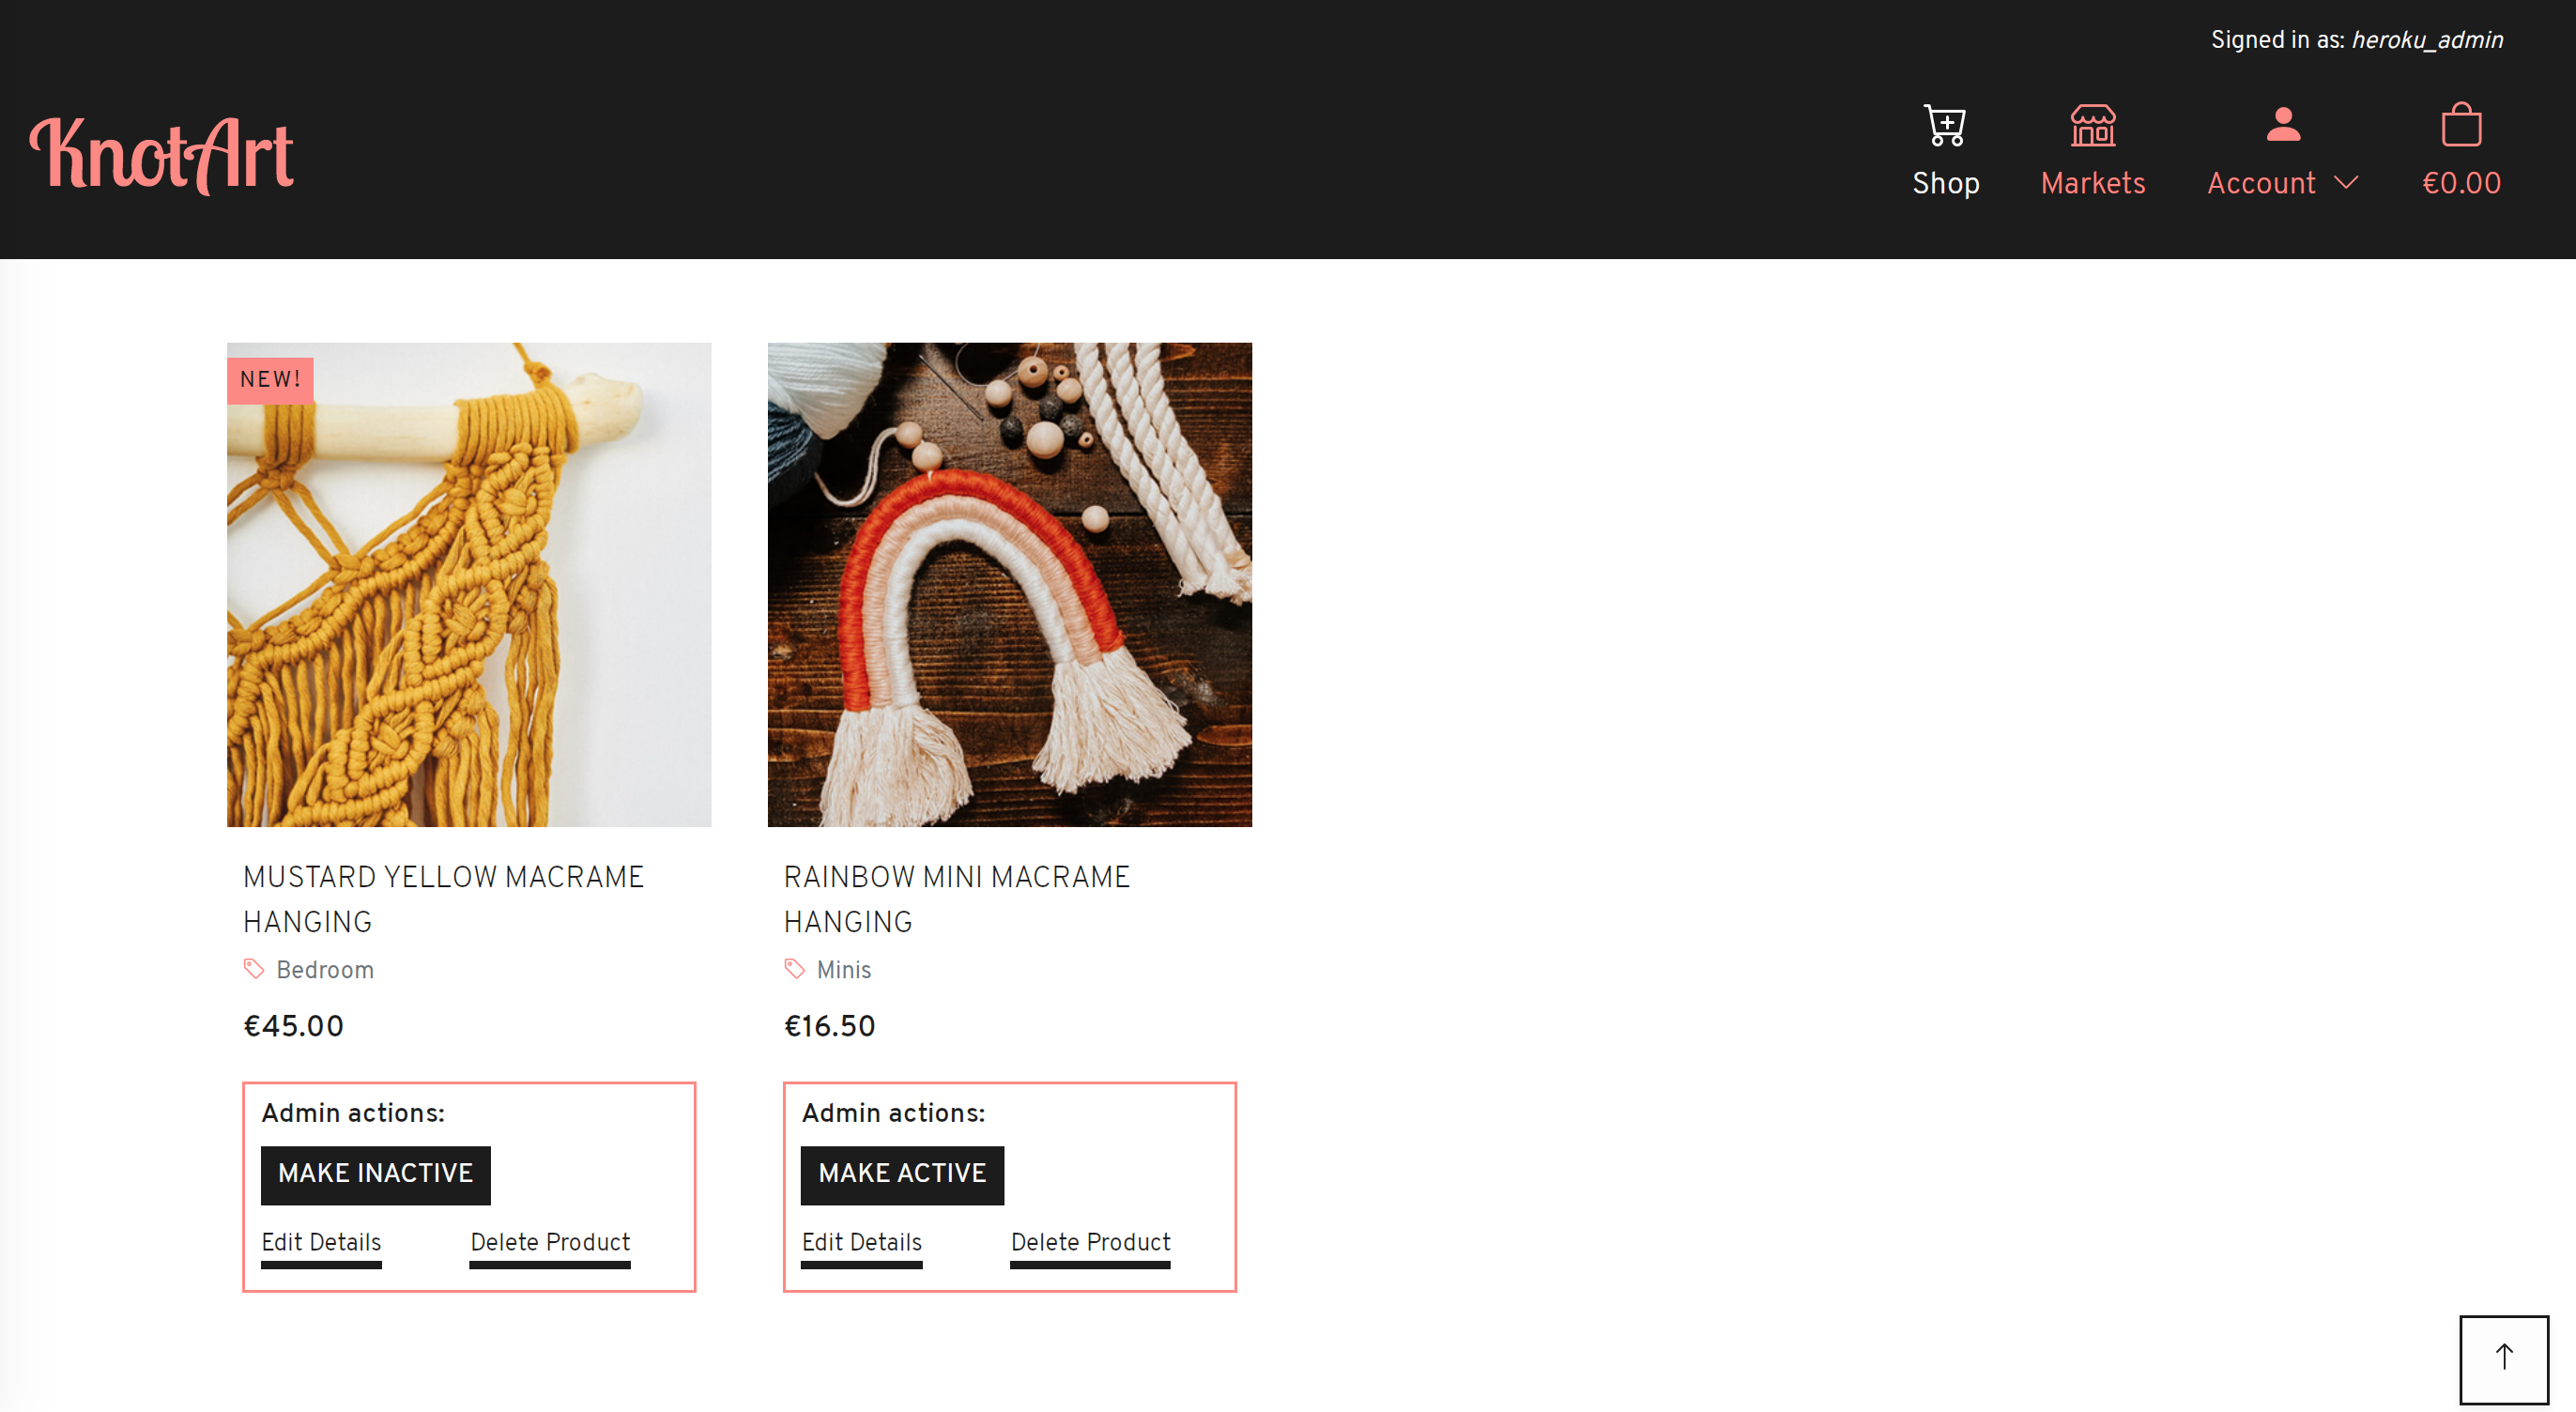 Signed in as: heroku_admin
KnotArt
Shop
Markets
Account
€0.00
NEW!
MUSTARD YELLOW MACRAME
HANGING
Bedroom
€45.00
Admin actions:
MAKE INACTIVE
Edit Details
Delete Product
RAINBOW MINI MACRAME
HANGING
Minis
€16.50
Admin actions:
MAKE ACTIVE
Edit Details
Delete Product